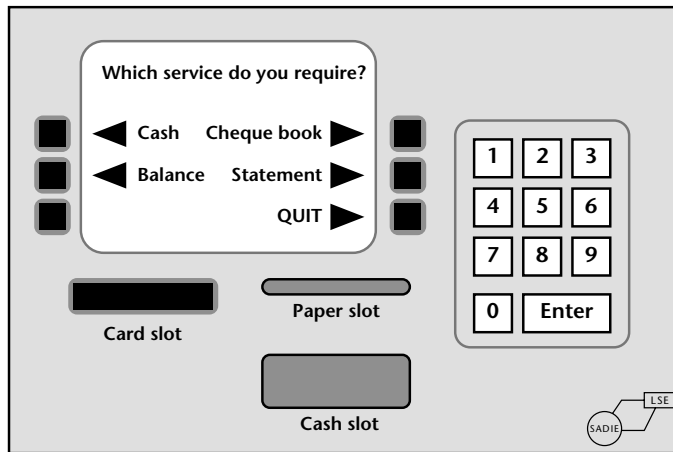 Which service do you require?
Cash Cheque book
Balance Statement
QUIT
1 2 3
4 5 6
7 8 9
0 Enter
Card slot
Paper slot
Cash slot
LSE
SADIE